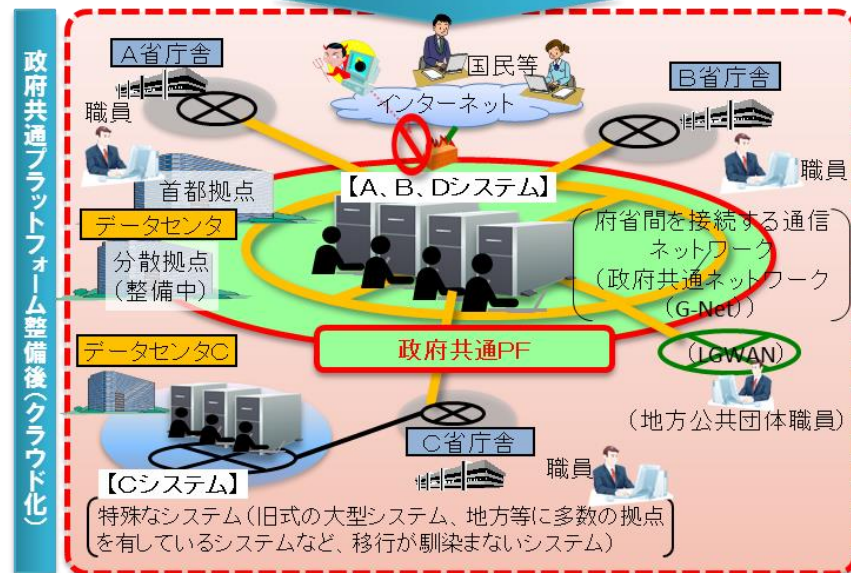 政府共通プラットフォーム整備後(クラウド化)
A省庁舎
職員
国民等
インターネット
B省庁舎
職員
首都拠点
データセンタ
分散拠点
(整備中)
【A、B、Dシステム】
府省間を接続する通信
ネットワーク
(政府共通ネットワーク
(G-Net))
データセンタC
政府共通PF
(LGWAN)
(地方公共団体職員)
C省庁舎
職員
【Cシステム】
特殊なシステム(旧式の大型システム、地方等に多数の拠点
を有しているシステムなど、移行が馴染まないシステム)